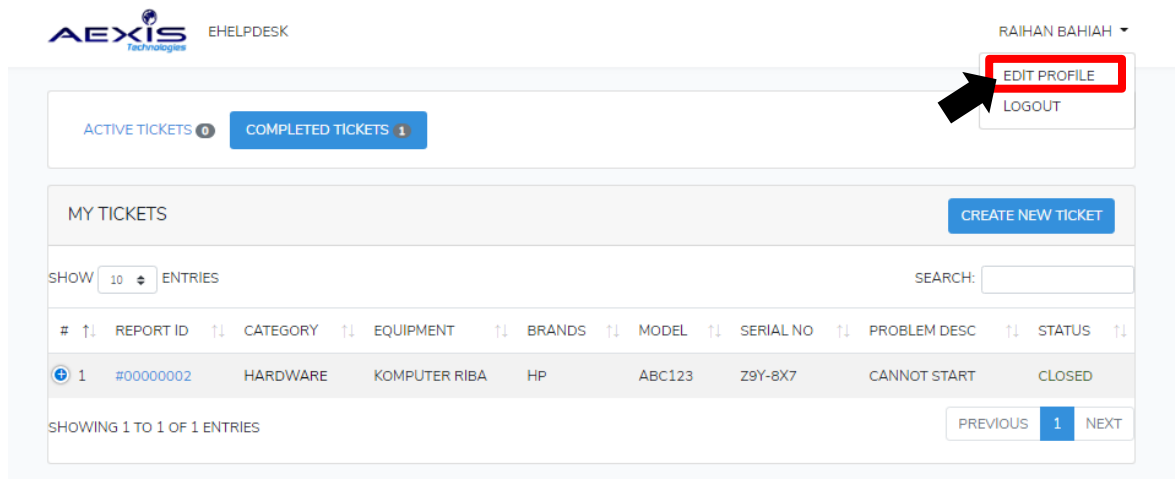 AEXIS
Technologies
EHELPDESK
RAIHAN BAHIAH
EDIT PROFILE
LOGOUT
ACTIVE TICKETS 0
COMPLETED TICKETS 1
MY TICKETS
CREATE NEW TICKET
SHOW 10 ENTRIES
SEARCH:
# REPORT ID CATEGORY EQUIPMENT BRANDS MODEL SERIAL NO PROBLEM DESC STATUS
1 #00000002 HARDWARE KOMPUTER RIBA HP ABC123 Z9Y-8X7 CANNOT START CLOSED
SHOWING 1 TO 1 OF 1 ENTRIES
PREVIOUS 1 NEXT